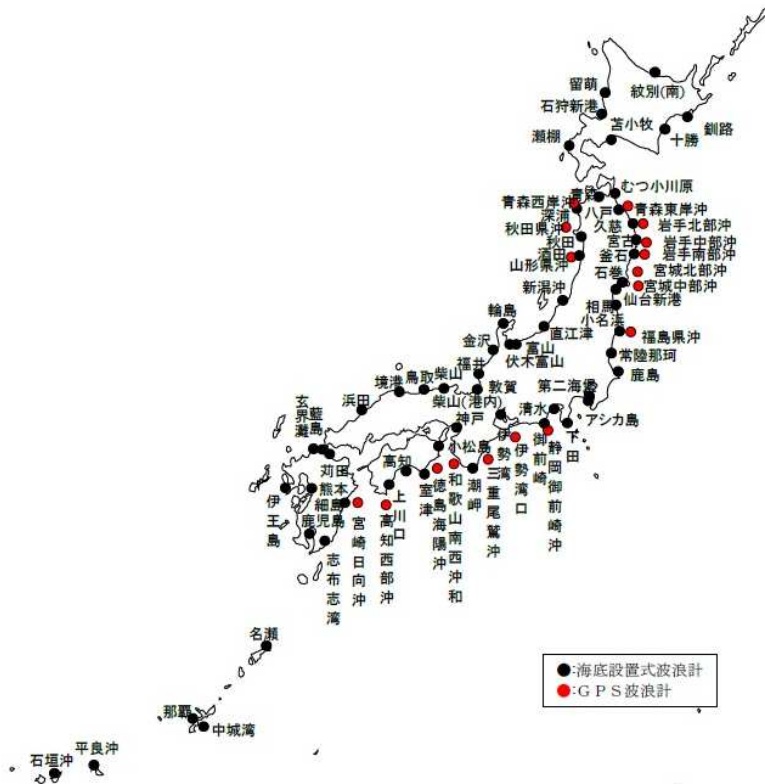 留萌
紋別(南)
石狩新港
苫小牧
釧路
瀬棚
十勝
むつ小川原
青森
青森西岸沖
八戸
青森東岸沖
深浦
久慈
岩手北部沖
秋田県沖
秋田
宮古
岩手中部沖
酒田
釜石
岩手南部沖
山形県沖
石巻
宮城北部沖
宮城中部沖
新潟沖
仙台新港
相馬
輪島
小名浜
直江津
福島県沖
金沢
富山
伏木富山
常陸那珂
福井
鹿島
柴山
鳥取
境港
敦賀
第二海堡
柴山(港内)
浜田
玄界灘
藍島
神戸
清水
アシカ島
下田
小松島
伊勢湾
伊勢湾口
御前崎
静岡御前崎沖
高知
苅田
熊本
細島
鹿児島
伊王島
上川口
室津
徳島海陽沖
和歌山南西沖和
潮岬
三重尾鷲沖
志布志湾
宮崎日向沖
高知西部沖
名瀬
那覇
中城湾
平良沖
石垣沖
●:海底設置式波浪計
●:GPS波浪計